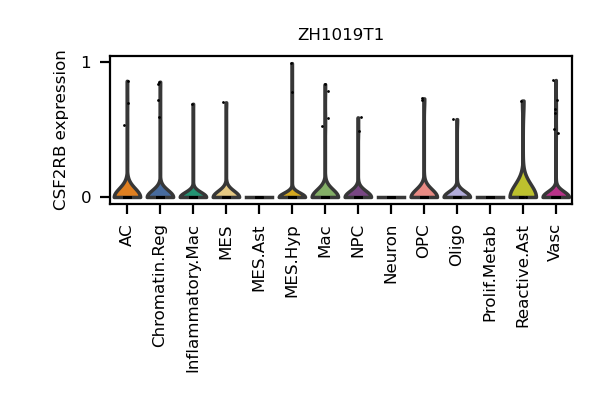 ZH1019T1
CSF2RB expression
1
0
AC
Chromatin.Reg
Inflammatory.Mac
MES
MES.Ast
MES.Hyp
Mac
NPC
Neuron
OPC
Oligo
Prolif.Metab
Reactive.Ast
Vasc